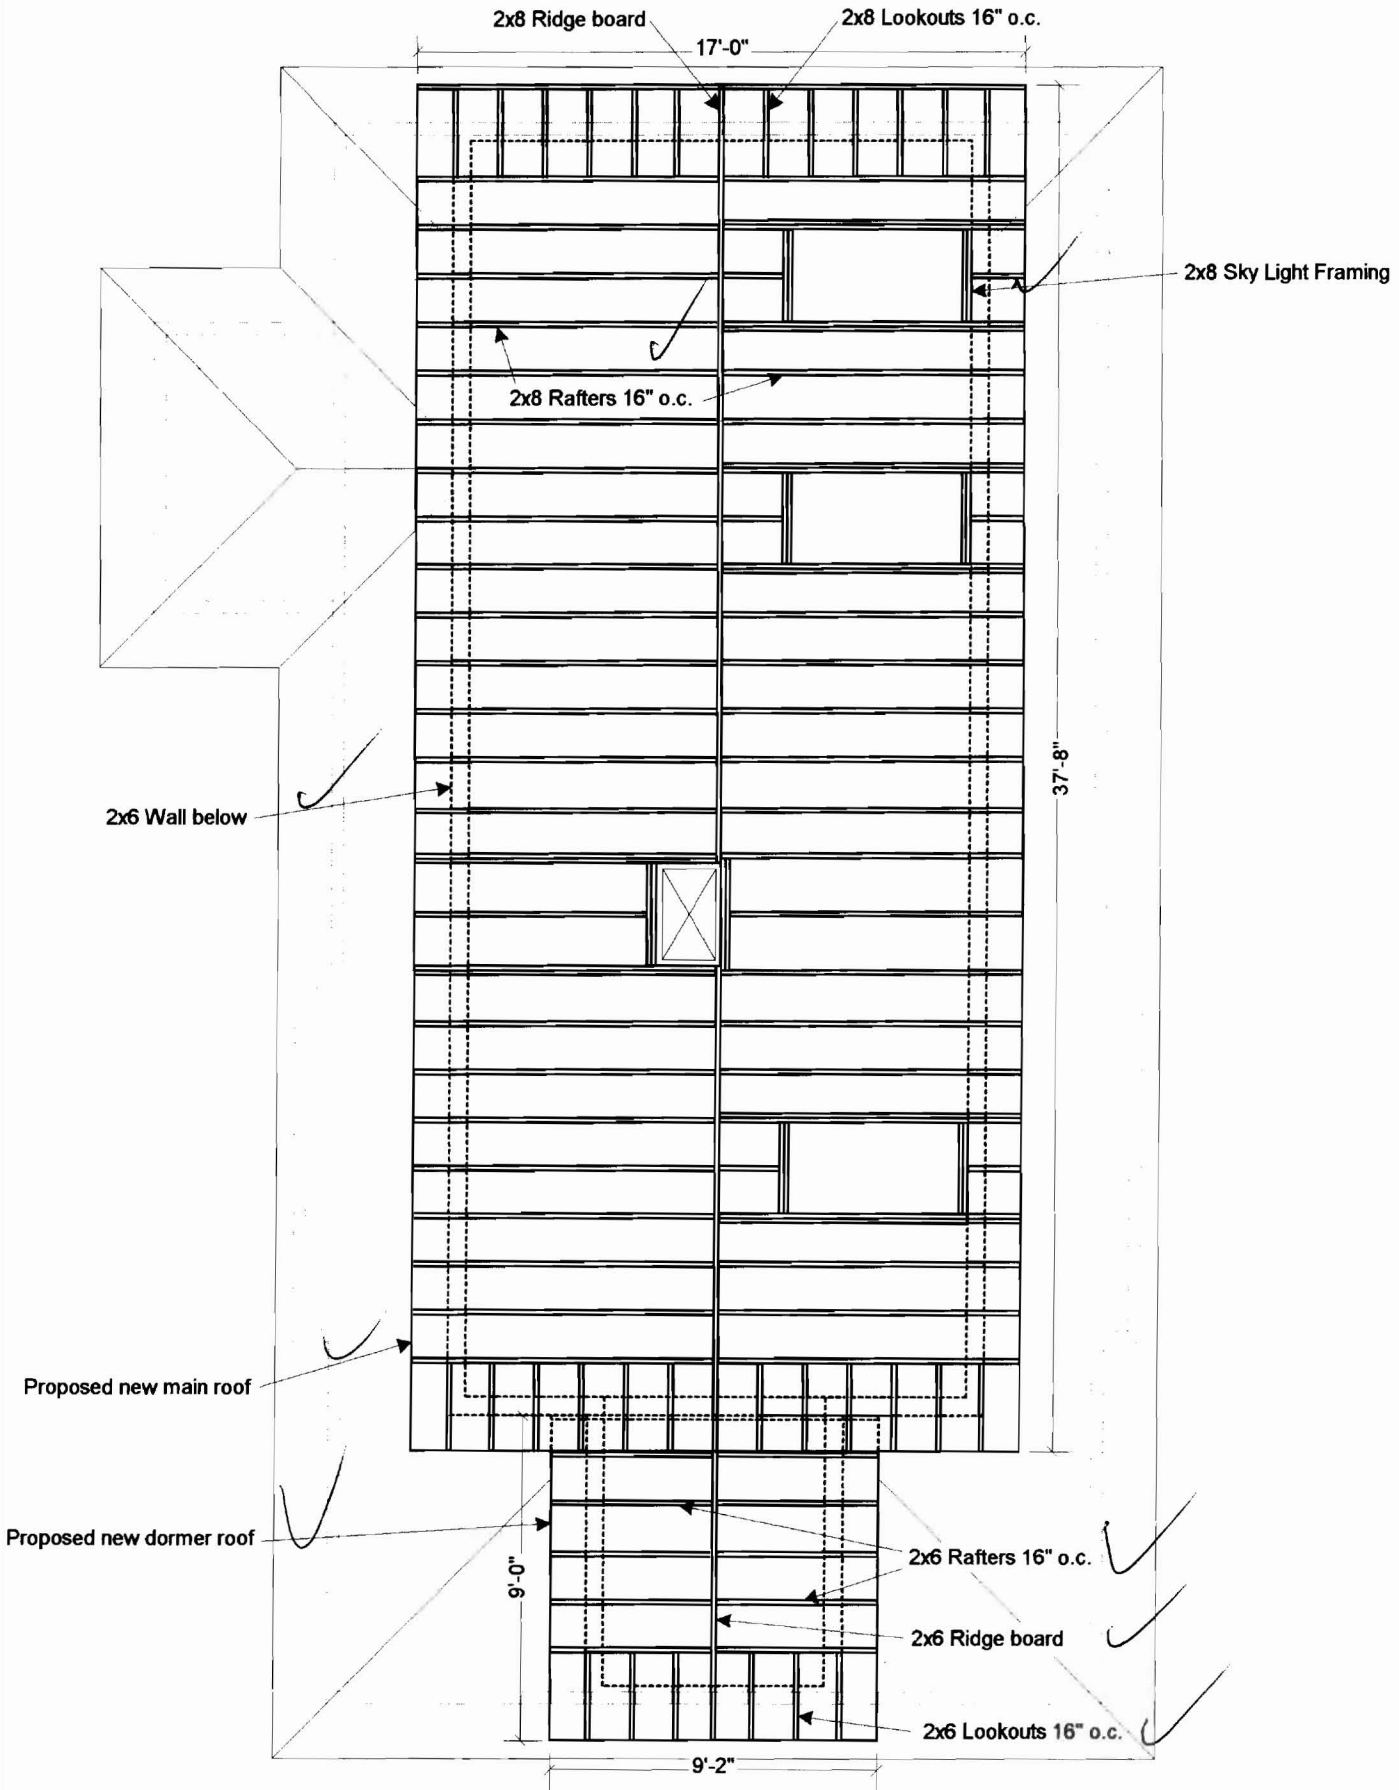 2x8 Ridge board
2x8 Lookouts 16" o.c.
17'-0"
2x8 Sky Light Framing
2x8 Rafters 16" o.c.
37'-8"
2x6 Wall below
Proposed new main roof
Proposed new dormer roof
9'-0"
2x6 Rafters 16" o.c.
2x6 Ridge board
2x6 Lookouts 16" o.c.
9'-2"